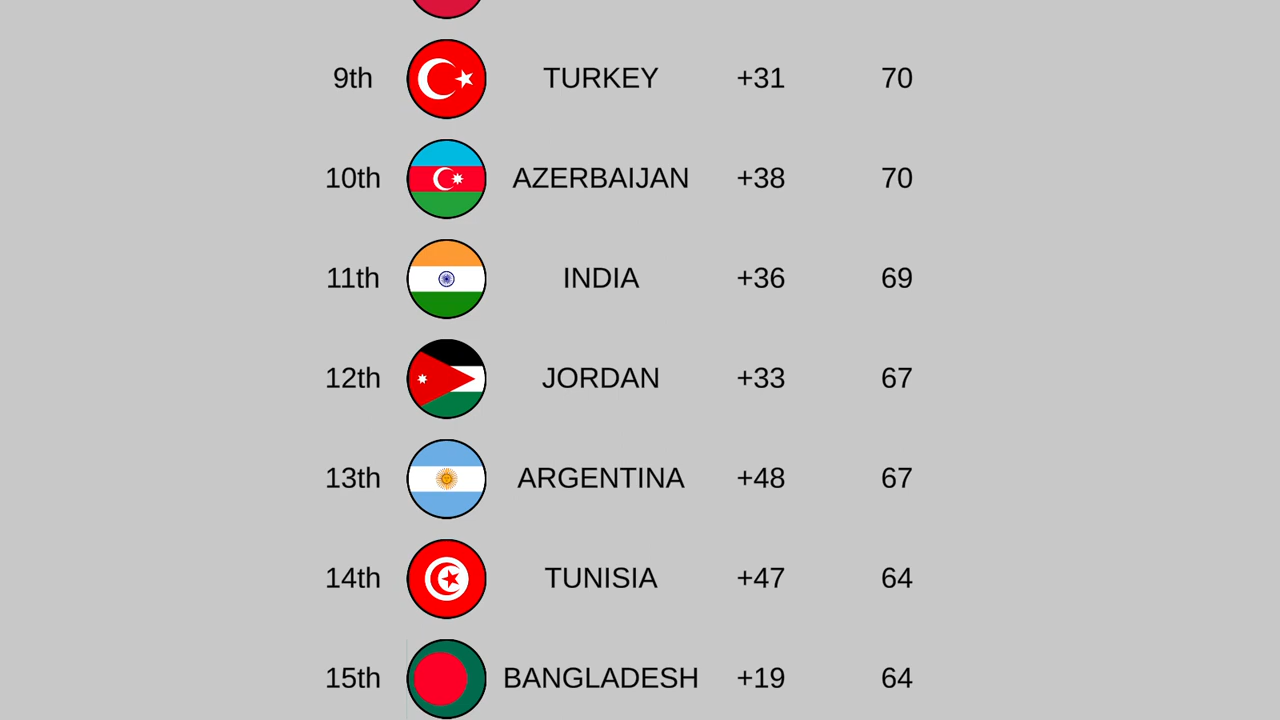 9th TURKEY +31 70
10th AZERBAIJAN +38 70
11th INDIA +36 69
12th JORDAN +33 67
13th ARGENTINA +48 67
14th TUNISIA +47 64
15th BANGLADESH +19 64